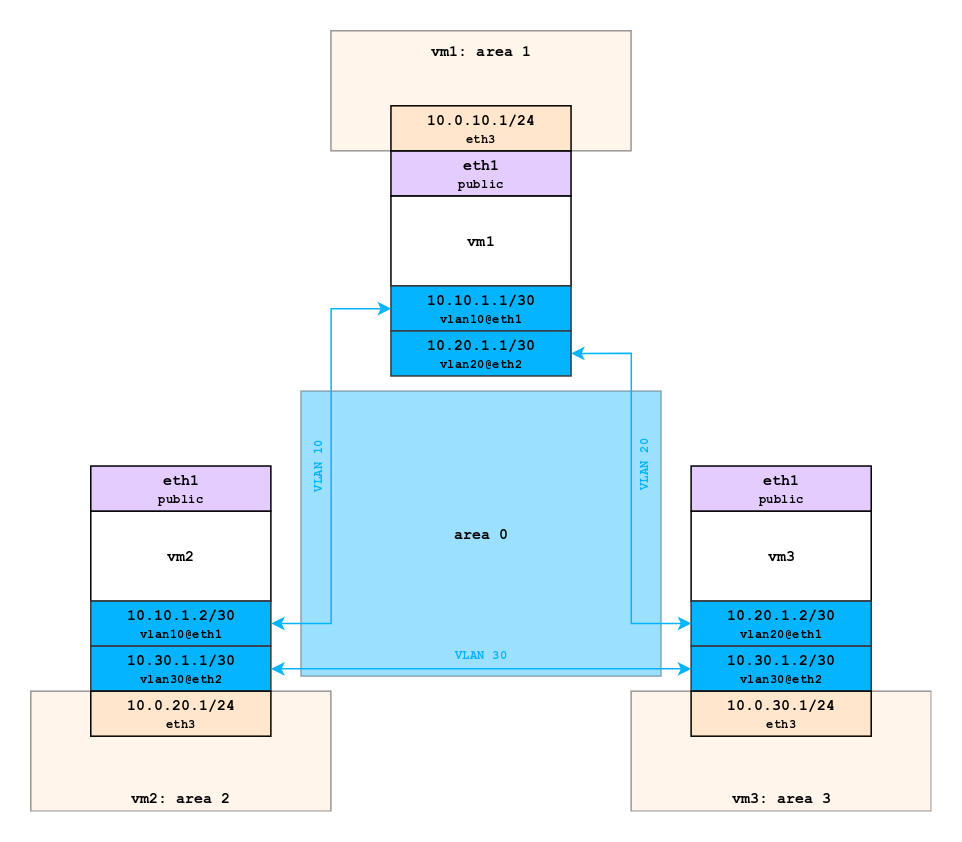 vm1: area 1
10.0.10.1/24
eth3
eth1
public
vm1
10.10.1.1/30
vlan10@eth1
10.20.1.1/30
vlan20@eth2
VLAN 10
VLAN 20
area 0
VLAN 30
eth1
public
vm2
10.10.1.2/30
vlan10@eth1
10.30.1.1/30
vlan30@eth2
10.0.20.1/24
eth3
vm2: area 2
eth1
public
vm3
10.20.1.2/30
vlan20@eth1
10.30.1.2/30
vlan30@eth2
10.0.30.1/24
eth3
vm3: area 3